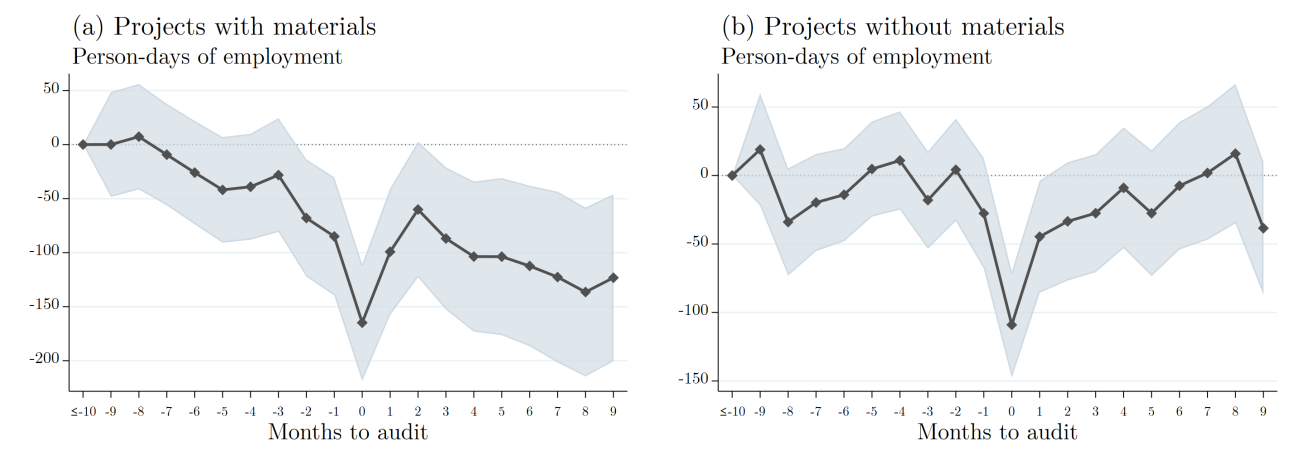 (a) Projects with materials
Person-days of employment
50
0
-50
-100
-150
-200
≤-10 -9 -8 -7 -6 -5 -4 -3 -2 -1 0 1 2 3 4 5 6 7 8 9
Months to audit
(b) Projects without materials
Person-days of employment
50
0
-50
-100
-150
≤-10 -9 -8 -7 -6 -5 -4 -3 -2 -1 0 1 2 3 4 5 6 7 8 9
Months to audit